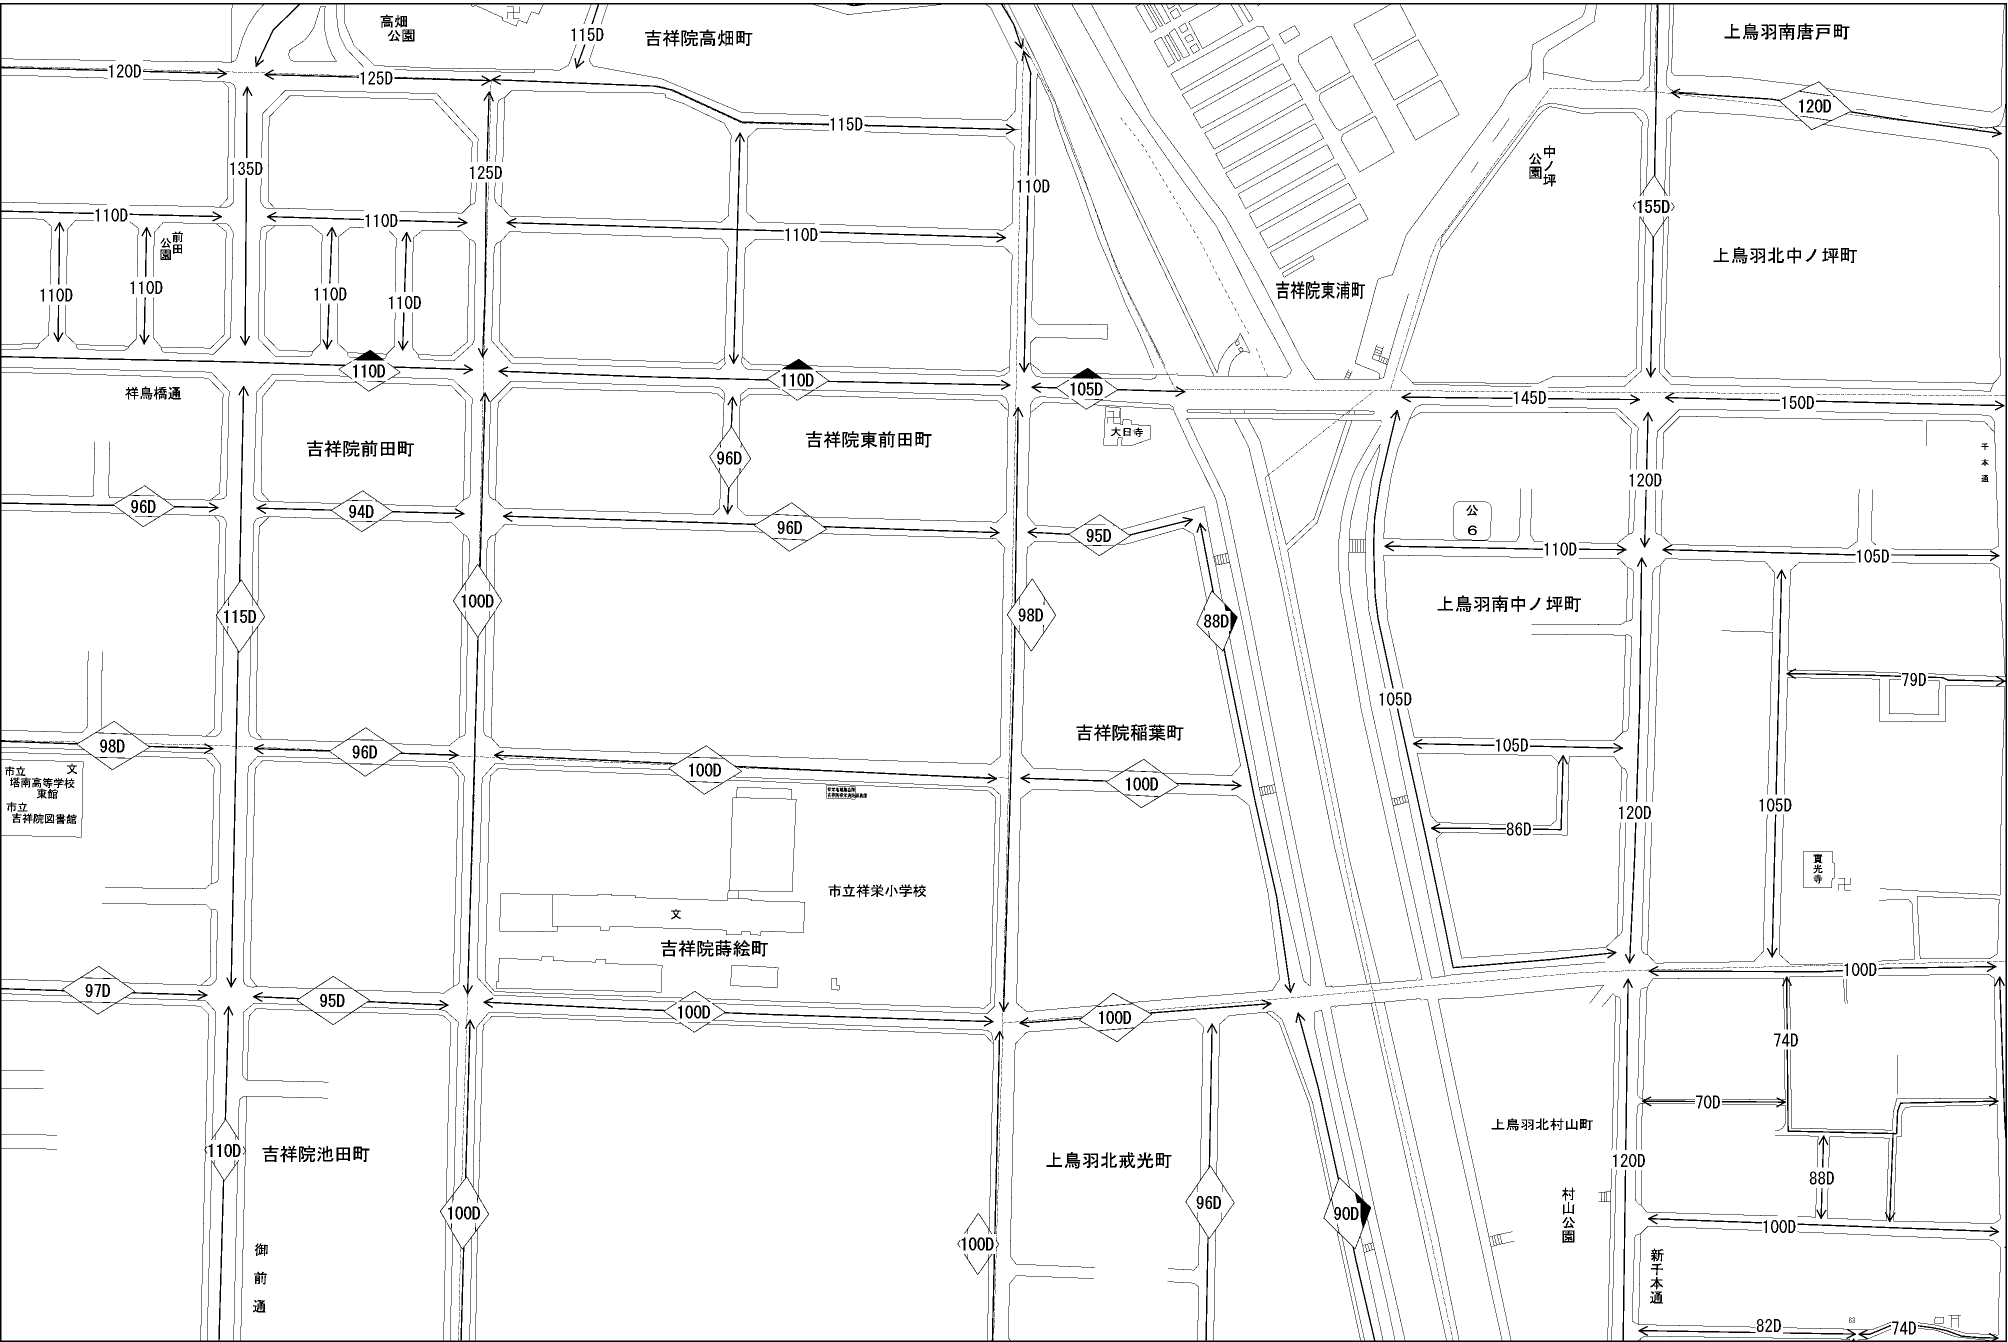 高畑
公園
115D
吉祥院高畑町
上鳥羽南唐戸町
120D
125D
115D
120D
135D
125D
110D
中ノ坪
公園
155D
110D
110D
110D
前田
公園
上鳥羽北中ノ坪町
110D
110D
110D
110D
吉祥院東浦町
110D
110D
105D
祥鳥橋通
145D
150D
大日寺
吉祥院前田町
吉祥院東前田町
96D
千本通
120D
96D
94D
96D
95D
公
6
110D
105D
115D
100D
98D
88D
上鳥羽南中ノ坪町
79D
105D
98D
96D
100D
吉祥院稲葉町
100D
105D
市立
文
塔南高等学校
東館
市立
吉祥院図書館
105D
120D
86D
市立祥栄小学校
文
吉祥院蒔絵町
寶光寺
97D
95D
100D
100D
100D
74D
70D
110D
吉祥院池田町
上鳥羽北戒光町
上鳥羽北村山町
120D
88D
100D
100D
96D
90D
村山公園
100D
御前通
新千本通
82D
74D